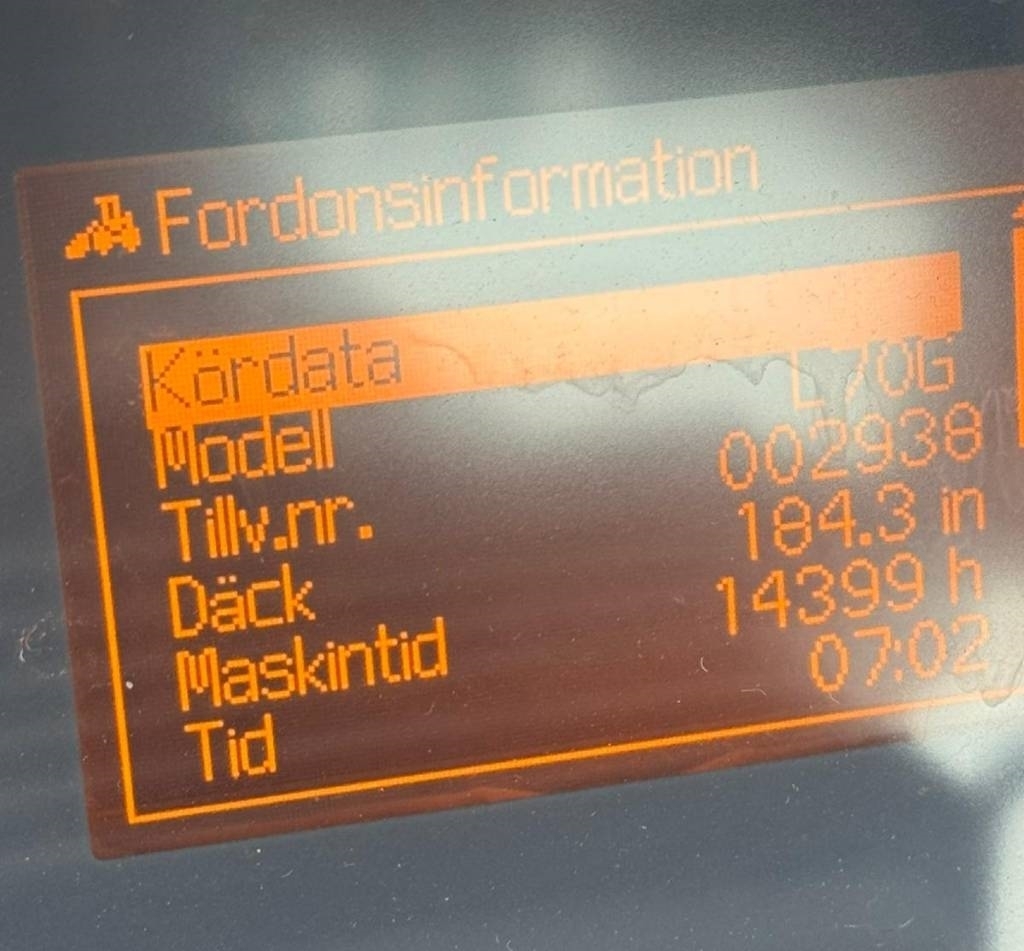 Fordonsinformation
Kördata
Modell L70G
Tillv.nr. 002938
Däck 184.3 in
Maskintid 14399 h
Tid 07:02